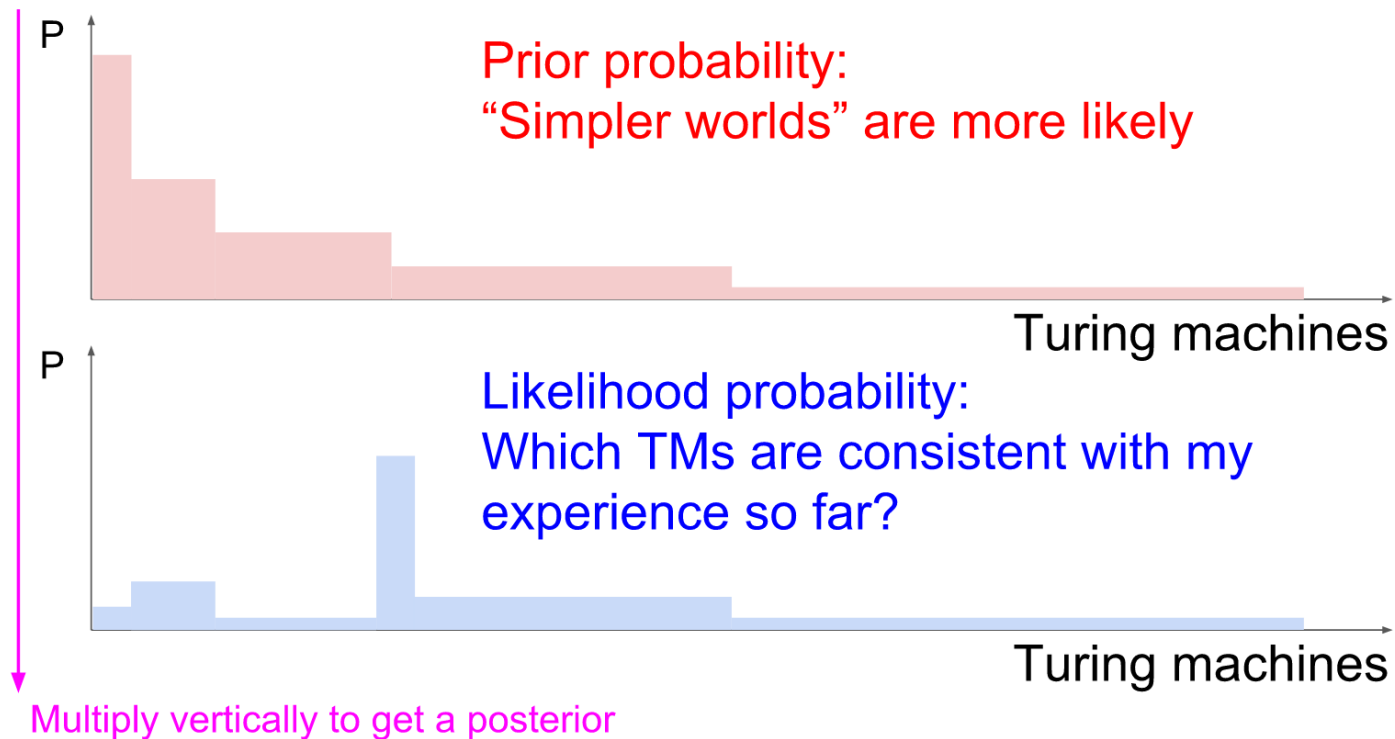 P
Prior probability:
“Simpler worlds” are more likely
Turing machines
P
Likelihood probability:
Which TMs are consistent with my
experience so far?
Turing machines
Multiply vertically to get a posterior